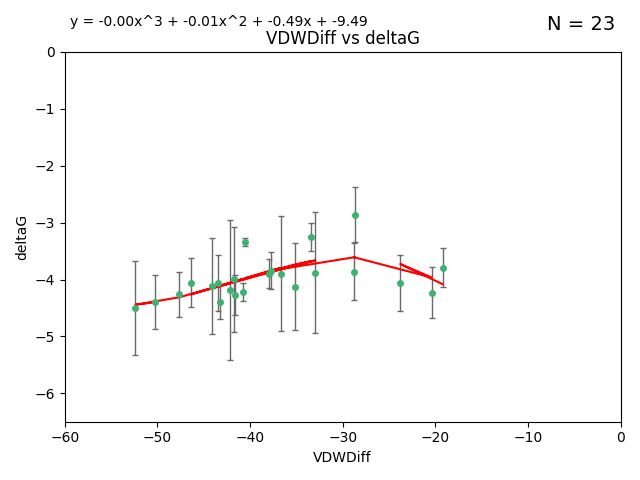 y = -0.00x^3 + -0.01x^2 + -0.49x + -9.49
N = 23
VDWDiff vs deltaG
0
−1
−2
−3
−4
−5
−6
deltaG
−60
−50
−40
−30
−20
−10
0
VDWDiff